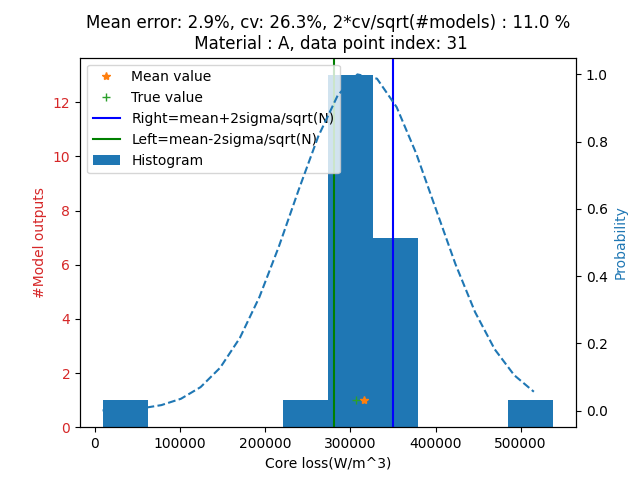 Mean error: 2.9%, cv: 26.3%, 2*cv/sqrt(#models) : 11.0 %
Material : A, data point index: 31
Mean value
True value
Right=mean+2sigma/sqrt(N)
Left=mean-2sigma/sqrt(N)
Histogram
#Model outputs
0
2
4
6
8
10
12
Probability
0.0
0.2
0.4
0.6
0.8
1.0
0
100000
200000
300000
400000
500000
Core loss(W/m^3)